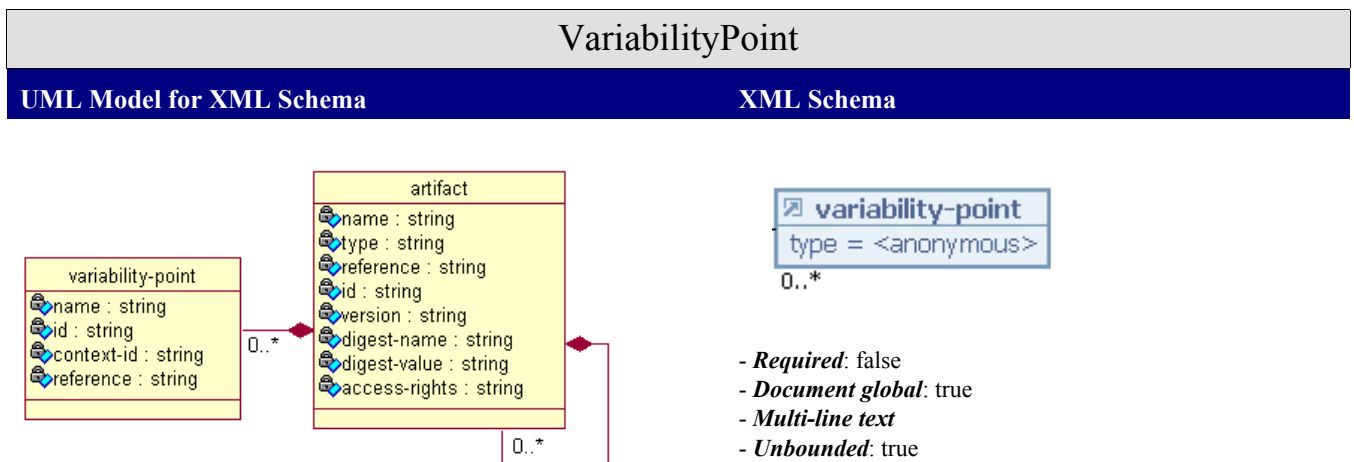 VariabilityPoint
UML Model for XML Schema
XML Schema
artifact
name : string
type : string
reference : string
id : string
version : string
digest-name : string
digest-value : string
access-rights : string
variability-point
name : string
id : string
context-id : string
reference : string
0..*
0..*
variability-point
type = <anonymous>
0..*
- Required: false
- Document global: true
- Multi-line text
- Unbounded: true